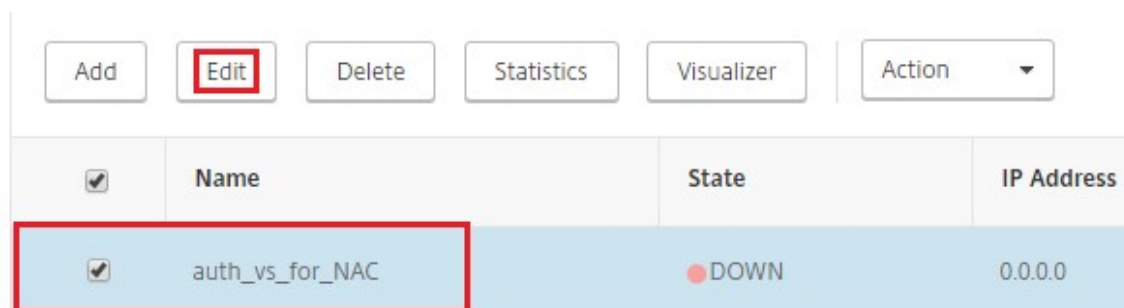 Add Edit Delete Statistics Visualizer Action
Name State IP Address
auth_vs_for_NAC DOWN 0.0.0.0